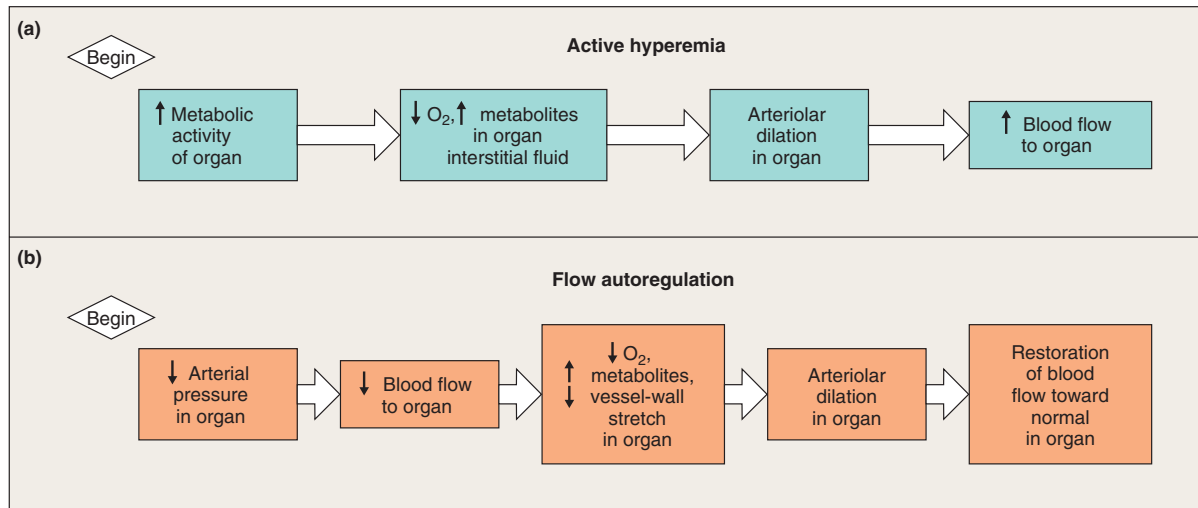 (a)
Active hyperemia
Begin
↑ Metabolic
activity
of organ
↓ O₂, ↑ metabolites
in organ
interstitial fluid
Arteriolar
dilation
in organ
↑ Blood flow
to organ
(b)
Flow autoregulation
Begin
↓ Arterial
pressure
in organ
↓ Blood flow
to organ
↓ O₂,
↑ metabolites,
↓ vessel-wall
stretch
in organ
Arteriolar
dilation
in organ
Restoration
of blood
flow toward
normal
in organ